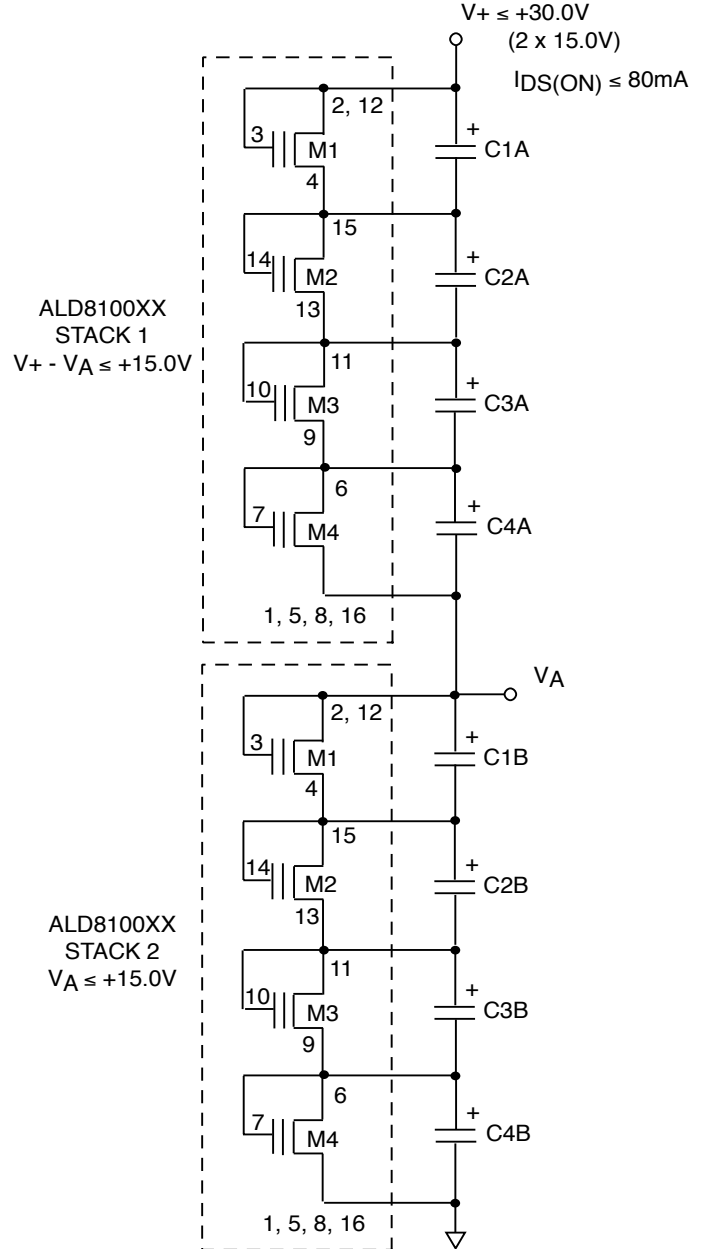 V+ ≤ +30.0V
(2 x 15.0V)
IDS(ON) ≤ 80mA
2, 12
+
3
M1
C1A
4
15
+
14
M2
C2A
13
ALD8100XX
STACK 1
V+ - VA ≤ +15.0V
11
+
10
M3
C3A
9
6
+
7
M4
C4A
1, 5, 8, 16
VA
2, 12
+
3
M1
C1B
4
15
+
14
M2
C2B
13
ALD8100XX
STACK 2
VA ≤ +15.0V
11
+
10
M3
C3B
9
6
+
7
M4
C4B
1, 5, 8, 16